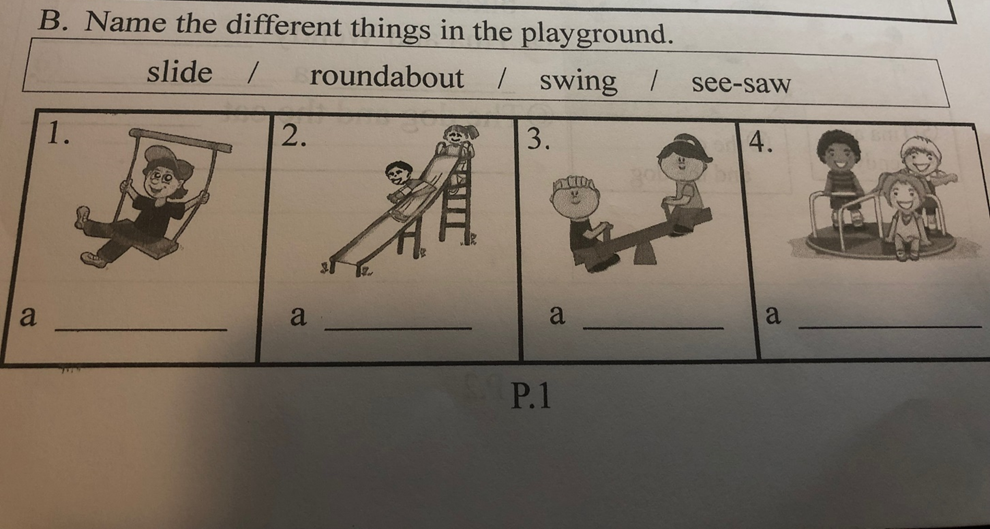 B. Name the different things in the playground.
slide / roundabout / swing / see-saw
1. 2. 3. 4.
a ________ a ________ a ________ a ________
P.1